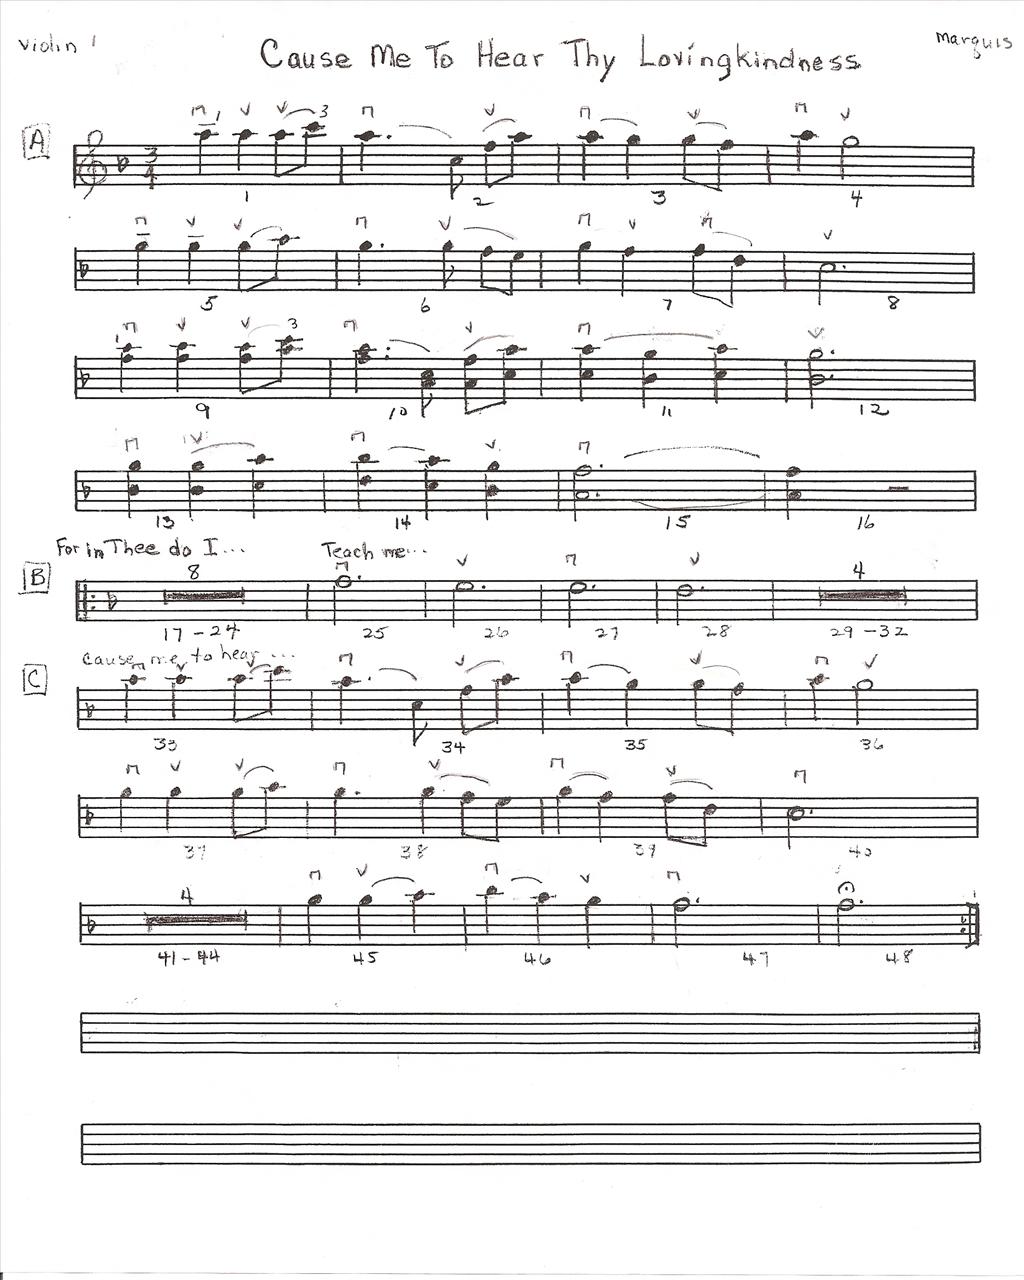 Violin 1
Cause Me To Hear Thy Lovingkindness
Marquis
A
3
4
1 3
1 2 3 4
5 6 7 8
1 3
9 10 11 12
13 14 15 16
For in Thee do I... Teach me...
B
8 4
17-24 25 26 27 28 29-32
cause me to hear ...
C
33 34 35 36
37 38 39 40
4
41-44 45 46 47 48